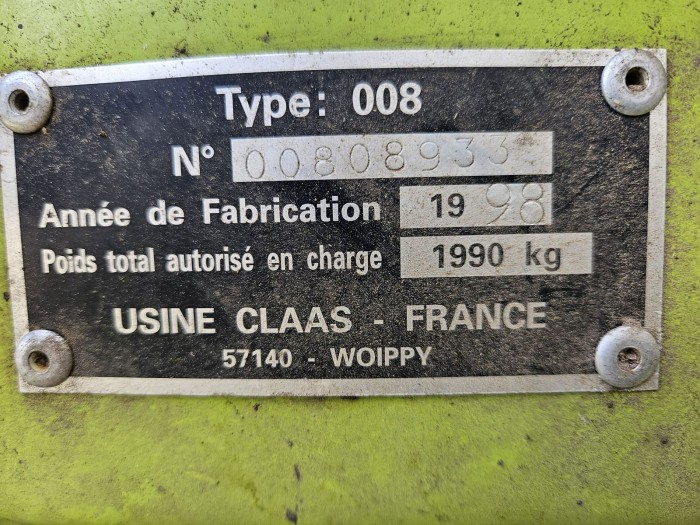 Type: 008
N° 00808933
Année de Fabrication 1998
Poids total autorisé en charge 1990 kg
USINE CLAAS - FRANCE
57140 - WOIPPY